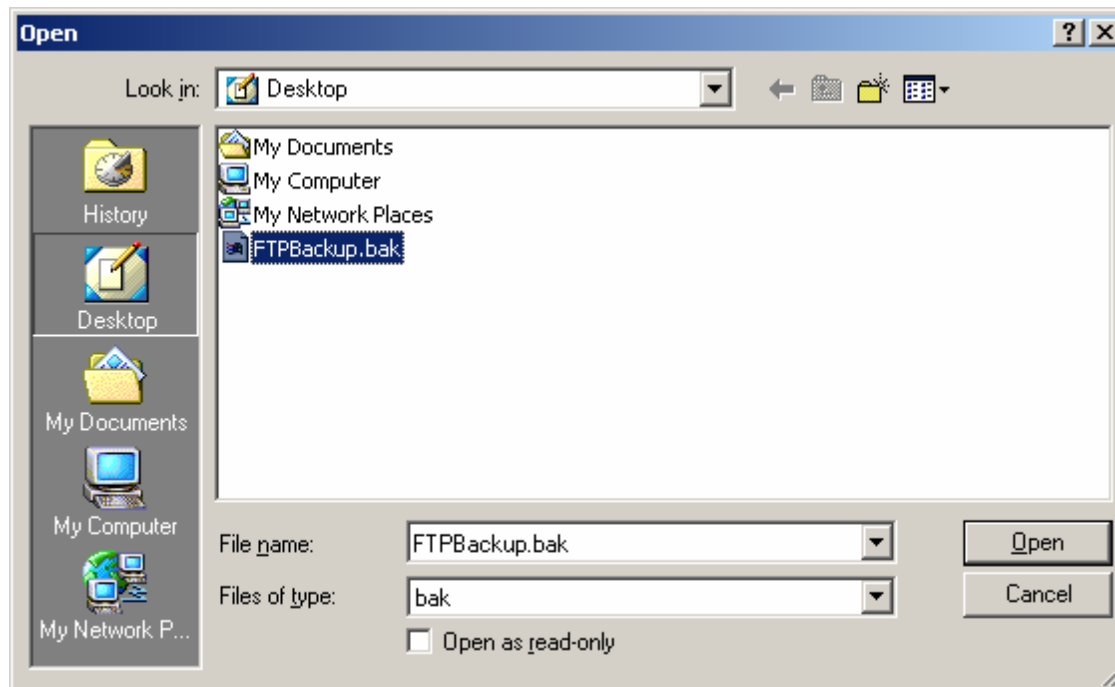 Open
Look in: Desktop
History
Desktop
My Documents
My Computer
My Network P...
My Documents
My Computer
My Network Places
FTPBackup.bak
File name: FTPBackup.bak Open
Files of type: bak Cancel
Open as read-only